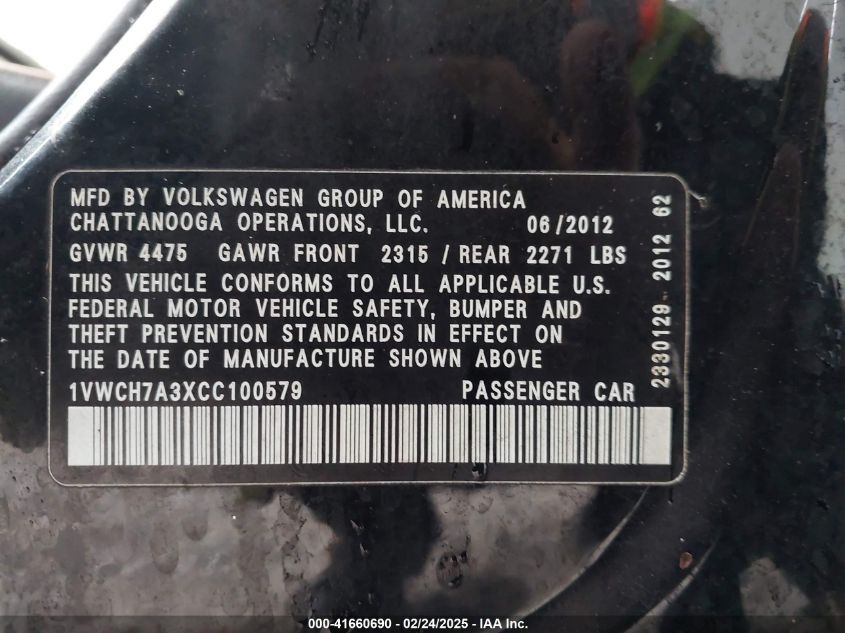 MFD BY VOLKSWAGEN GROUP OF AMERICA
CHATTANOOGA OPERATIONS, LLC. 06/2012
GVWR 4475 GAWR FRONT 2315 / REAR 2271 LBS
THIS VEHICLE CONFORMS TO ALL APPLICABLE U.S.
FEDERAL MOTOR VEHICLE SAFETY, BUMPER AND
THEFT PREVENTION STANDARDS IN EFFECT ON
THE DATE OF MANUFACTURE SHOWN ABOVE
1VWCH7A3XCC100579 PASSENGER CAR
2330129 2012 62
000-41660690 - 02/24/2025 - IAA Inc.